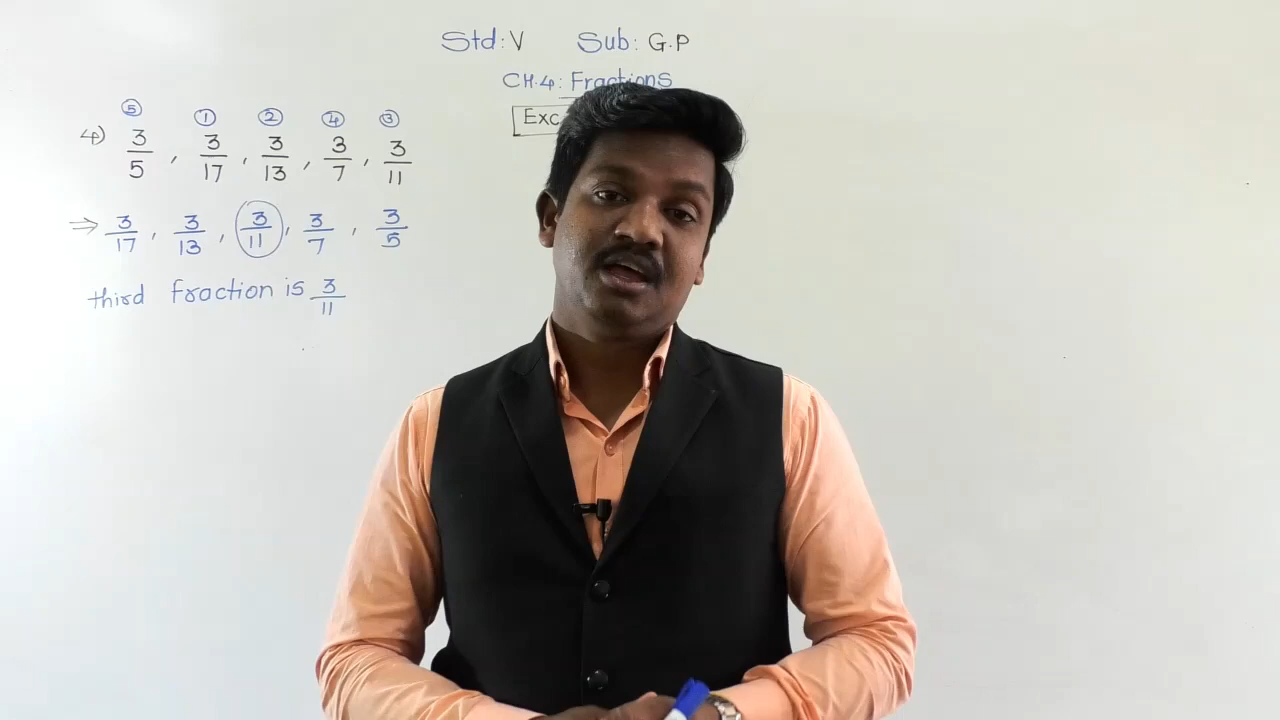 Std: V Sub: G.P
CH.4: Fractions
Exc
⑤ ① ② ④ ③
4) 3/5, 3/17, 3/13, 3/7, 3/11
⇒ 3/17, 3/13, 3/11, 3/7, 3/5
third fraction is 3/11